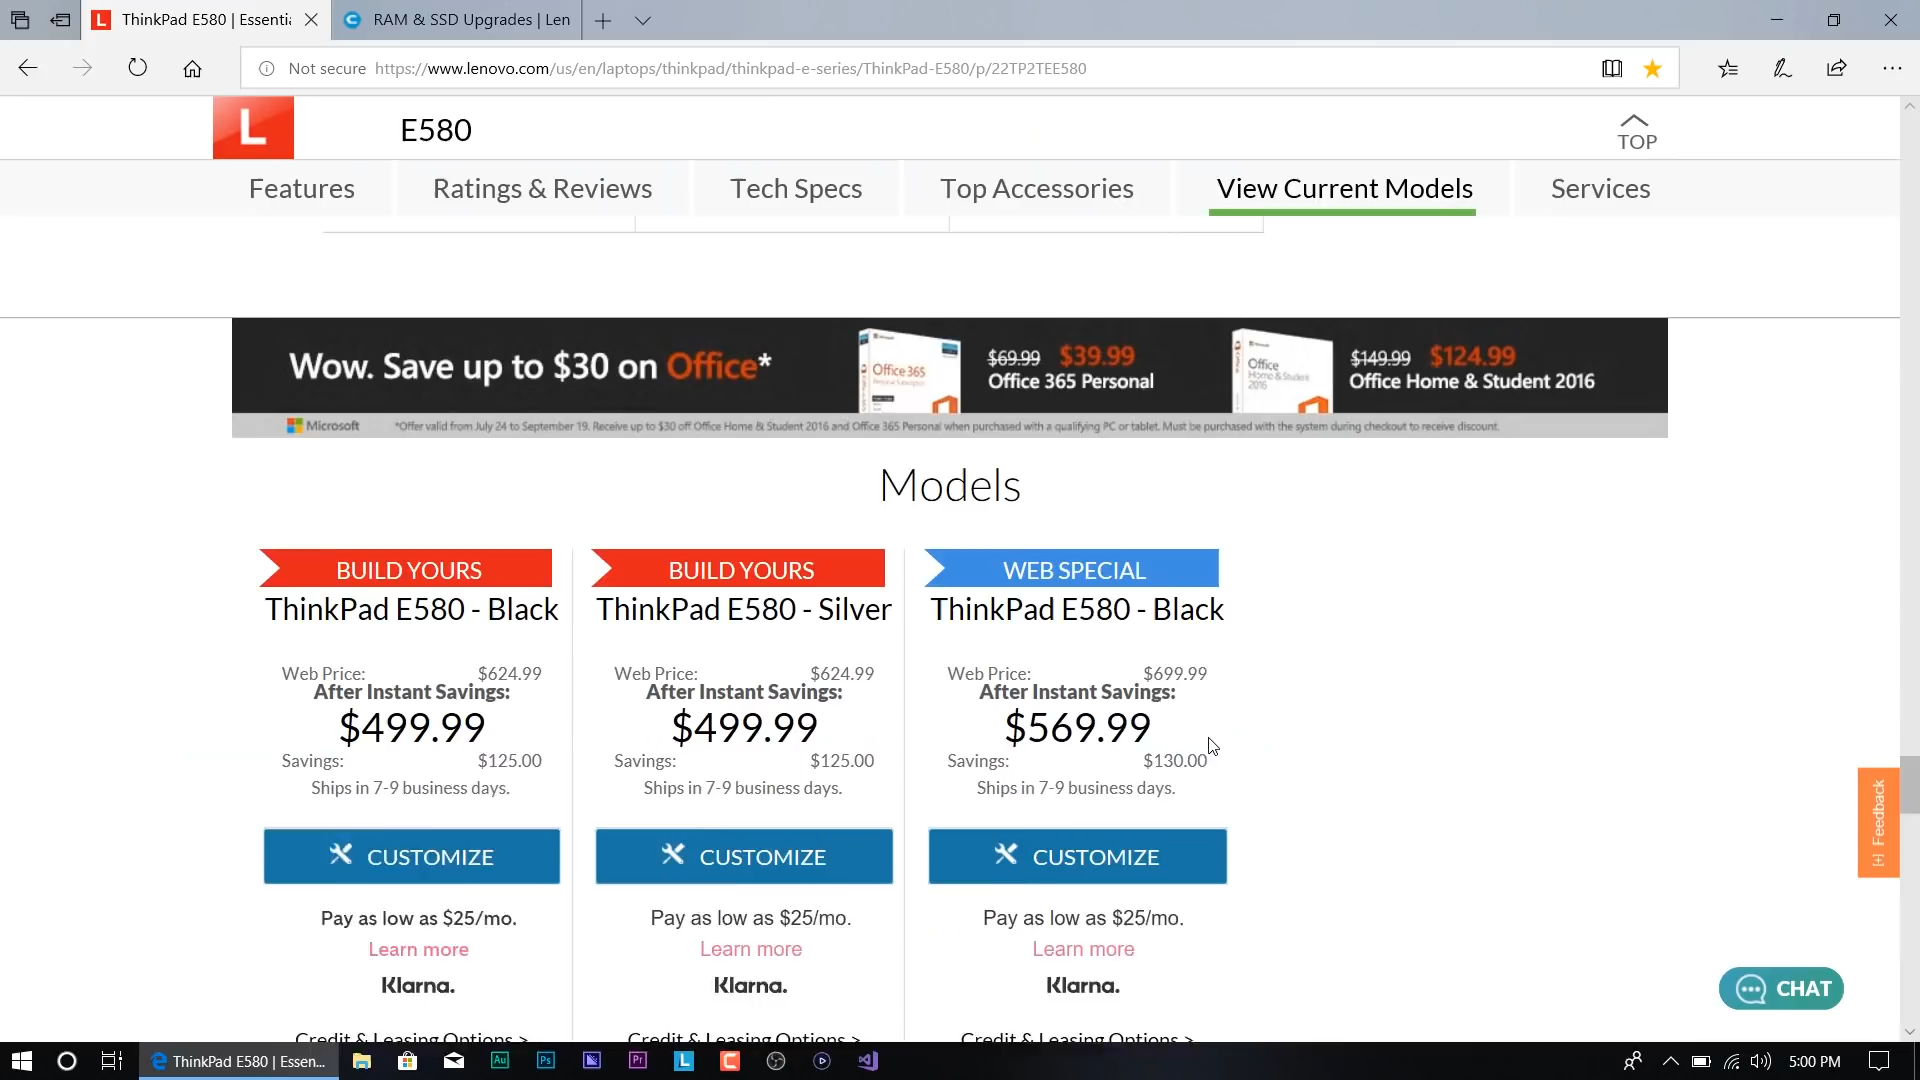 ThinkPad E580 | Essentia
RAM & SSD Upgrades | Len
Not secure https://www.lenovo.com/us/en/laptops/thinkpad/thinkpad-e-series/ThinkPad-E580/p/22TP2TEE580
L E580
TOP
Features Ratings & Reviews Tech Specs Top Accessories View Current Models Services
Wow. Save up to $30 on Office*
Office 365
$69.99 $39.99
Office 365 Personal
Office
Home & Student
2016
$149.99 $124.99
Office Home & Student 2016
Microsoft *Offer valid from July 24 to September 19. Receive up to $30 off Office Home & Student 2016 and Office 365 Personal when purchased with a qualifying PC or tablet. Must be purchased with the system during checkout to receive discount.
Models
BUILD YOURS
ThinkPad E580 - Black
Web Price: $624.99
After Instant Savings:
$499.99
Savings: $125.00
Ships in 7-9 business days.
CUSTOMIZE
Pay as low as $25/mo.
Learn more
Klarna.
Credit & Leasing Options >
BUILD YOURS
ThinkPad E580 - Silver
Web Price: $624.99
After Instant Savings:
$499.99
Savings: $125.00
Ships in 7-9 business days.
CUSTOMIZE
Pay as low as $25/mo.
Learn more
Klarna.
Credit & Leasing Options >
WEB SPECIAL
ThinkPad E580 - Black
Web Price: $699.99
After Instant Savings:
$569.99
Savings: $130.00
Ships in 7-9 business days.
CUSTOMIZE
Pay as low as $25/mo.
Learn more
Klarna.
Credit & Leasing Options >
[+] Feedback
CHAT
ThinkPad E580 | Essen...
Au
Ps
Pr
L
5:00 PM